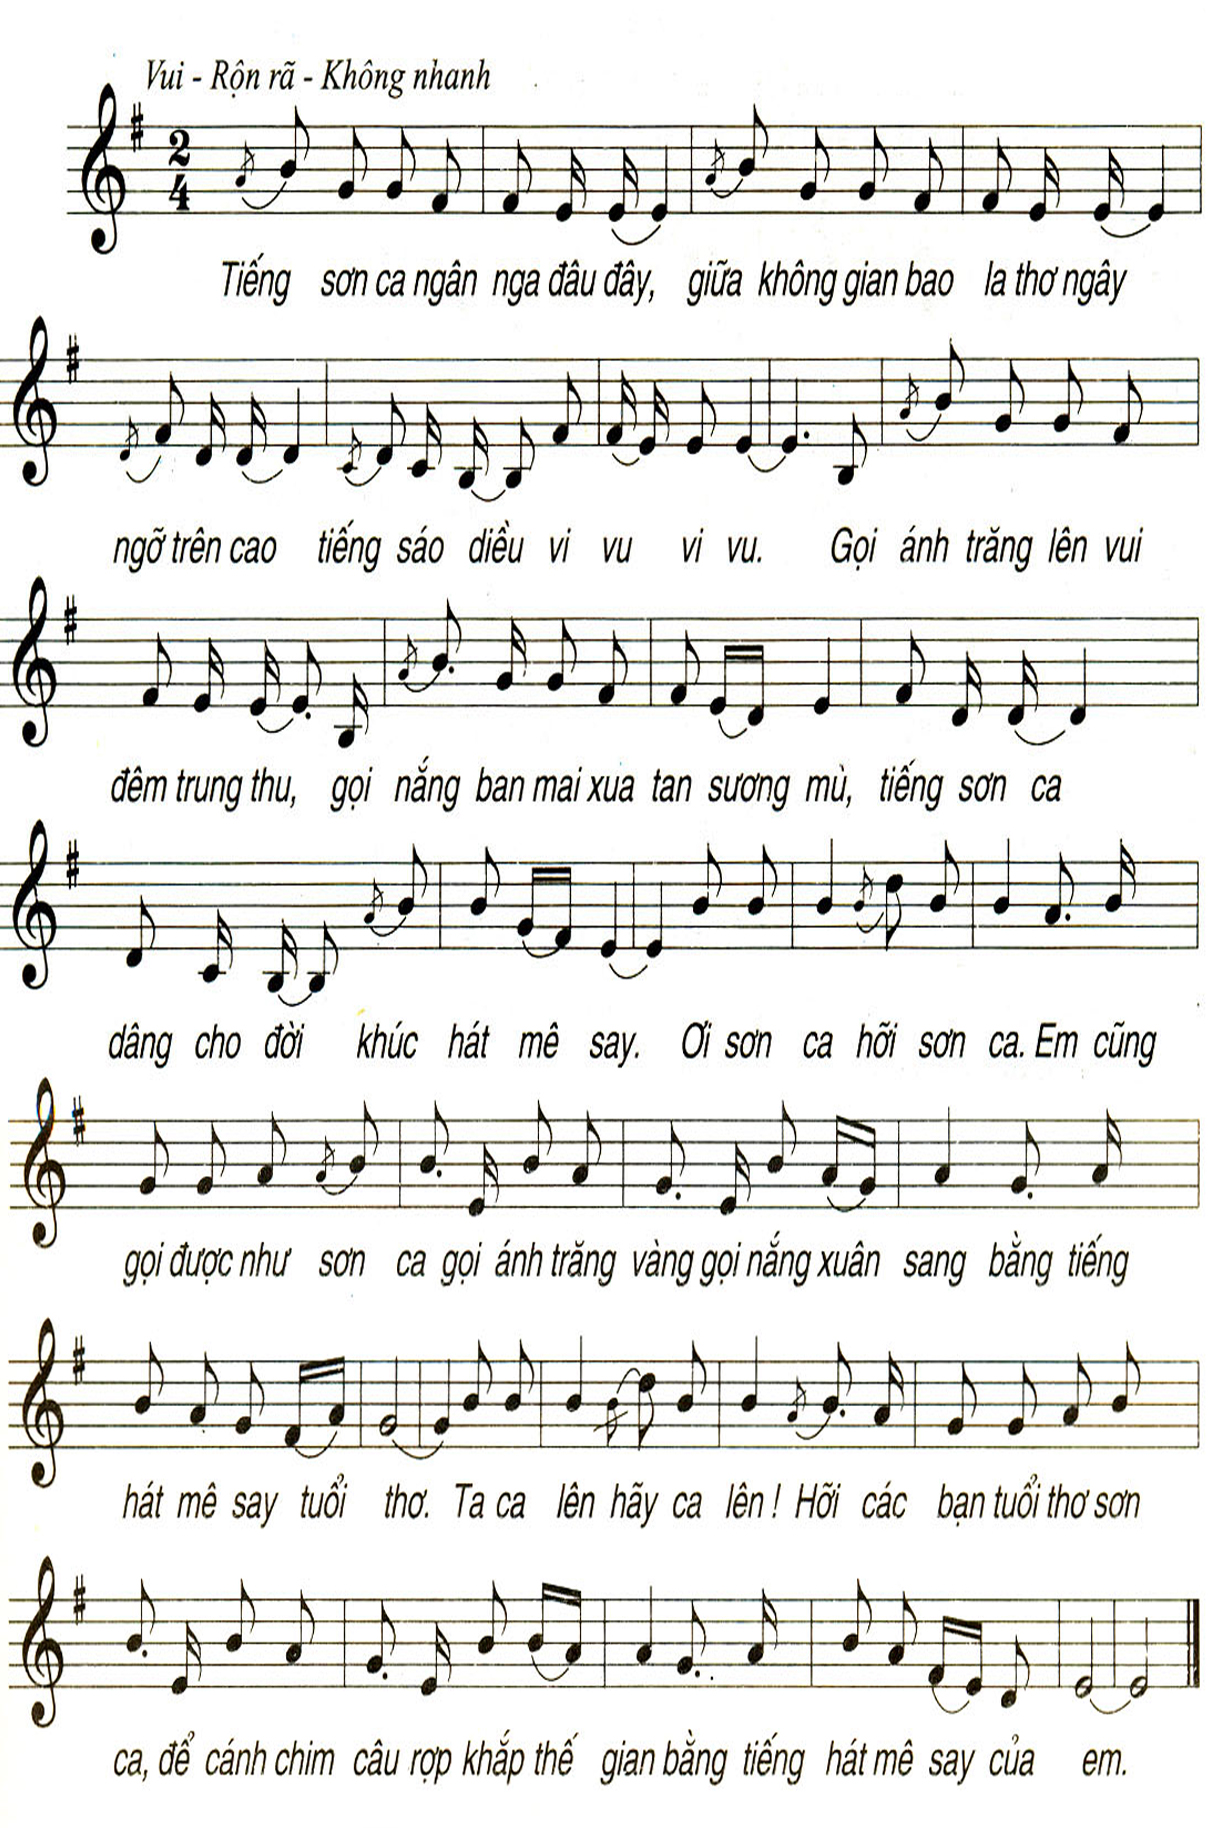 Vui - Rộn rã - Không nhanh
2
4
Tiếng sơn ca ngân nga đâu đây, giữa không gian bao la thơ ngây
ngỡ trên cao tiếng sáo diều vi vu vi vu. Gọi ánh trăng lên vui
đêm trung thu, gọi nắng ban mai xua tan sương mù, tiếng sơn ca
dâng cho đời khúc hát mê say. Ơi sơn ca hỡi sơn ca. Em cũng
gọi được như sơn ca gọi ánh trăng vàng gọi nắng xuân sang bằng tiếng
hát mê say tuổi thơ. Ta ca lên hãy ca lên ! Hỡi các bạn tuổi thơ sơn
ca, để cánh chim câu rợp khắp thế gian bằng tiếng hát mê say của em.